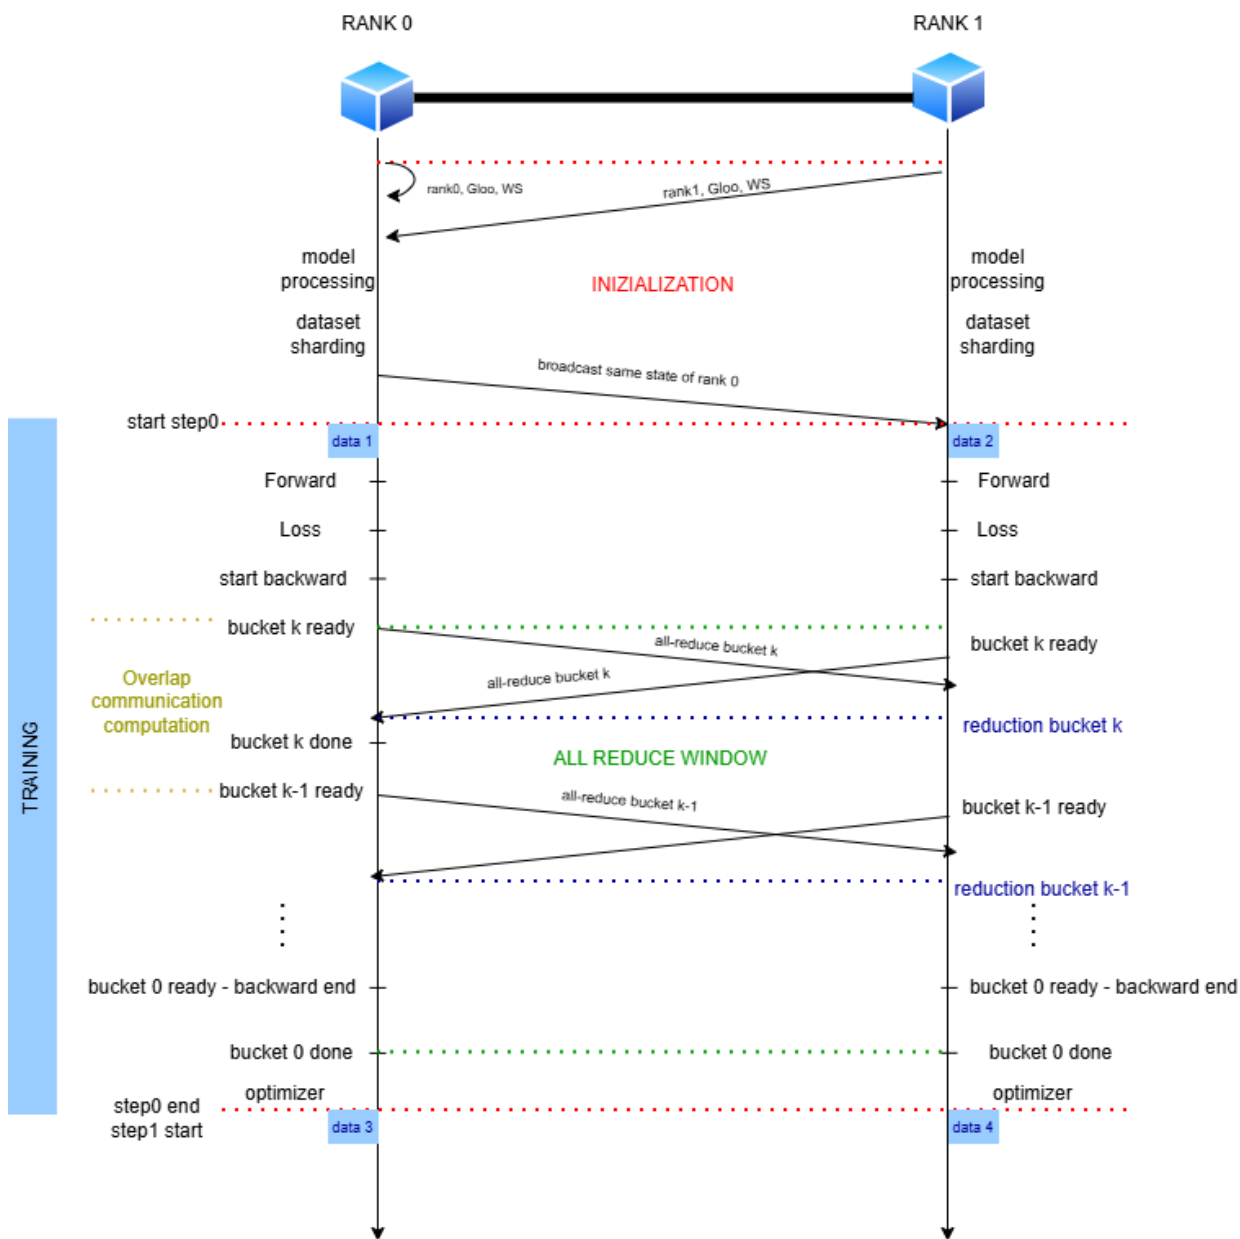 RANK 0
RANK 1
rank0, Gloo, WS
rank1, Gloo, WS
model
processing
model
processing
INIZIALIZATION
dataset
sharding
dataset
sharding
broadcast same state of rank 0
start step0
data 1
data 2
Forward
Forward
Loss
Loss
start backward
start backward
bucket k ready
all-reduce bucket k
bucket k ready
all-reduce bucket k
Overlap
communication
computation
reduction bucket k
bucket k done
ALL REDUCE WINDOW
TRAINING
bucket k-1 ready
all-reduce bucket k-1
bucket k-1 ready
reduction bucket k-1
bucket 0 ready - backward end
bucket 0 ready - backward end
bucket 0 done
bucket 0 done
optimizer
optimizer
step0 end
step1 start
data 3
data 4